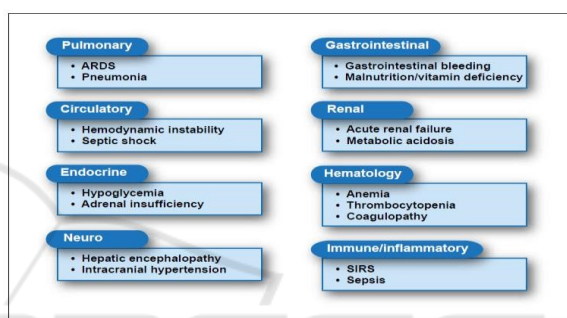 Pulmonary
• ARDS
• Pneumonia
Circulatory
• Hemodynamic instability
• Septic shock
Endocrine
• Hypoglycemia
• Adrenal insufficiency
Neuro
• Hepatic encephalopathy
• Intracranial hypertension
Gastrointestinal
• Gastrointestinal bleeding
• Malnutrition/vitamin deficiency
Renal
• Acute renal failure
• Metabolic acidosis
Hematology
• Anemia
• Thrombocytopenia
• Coagulopathy
Immune/inflammatory
• SIRS
• Sepsis